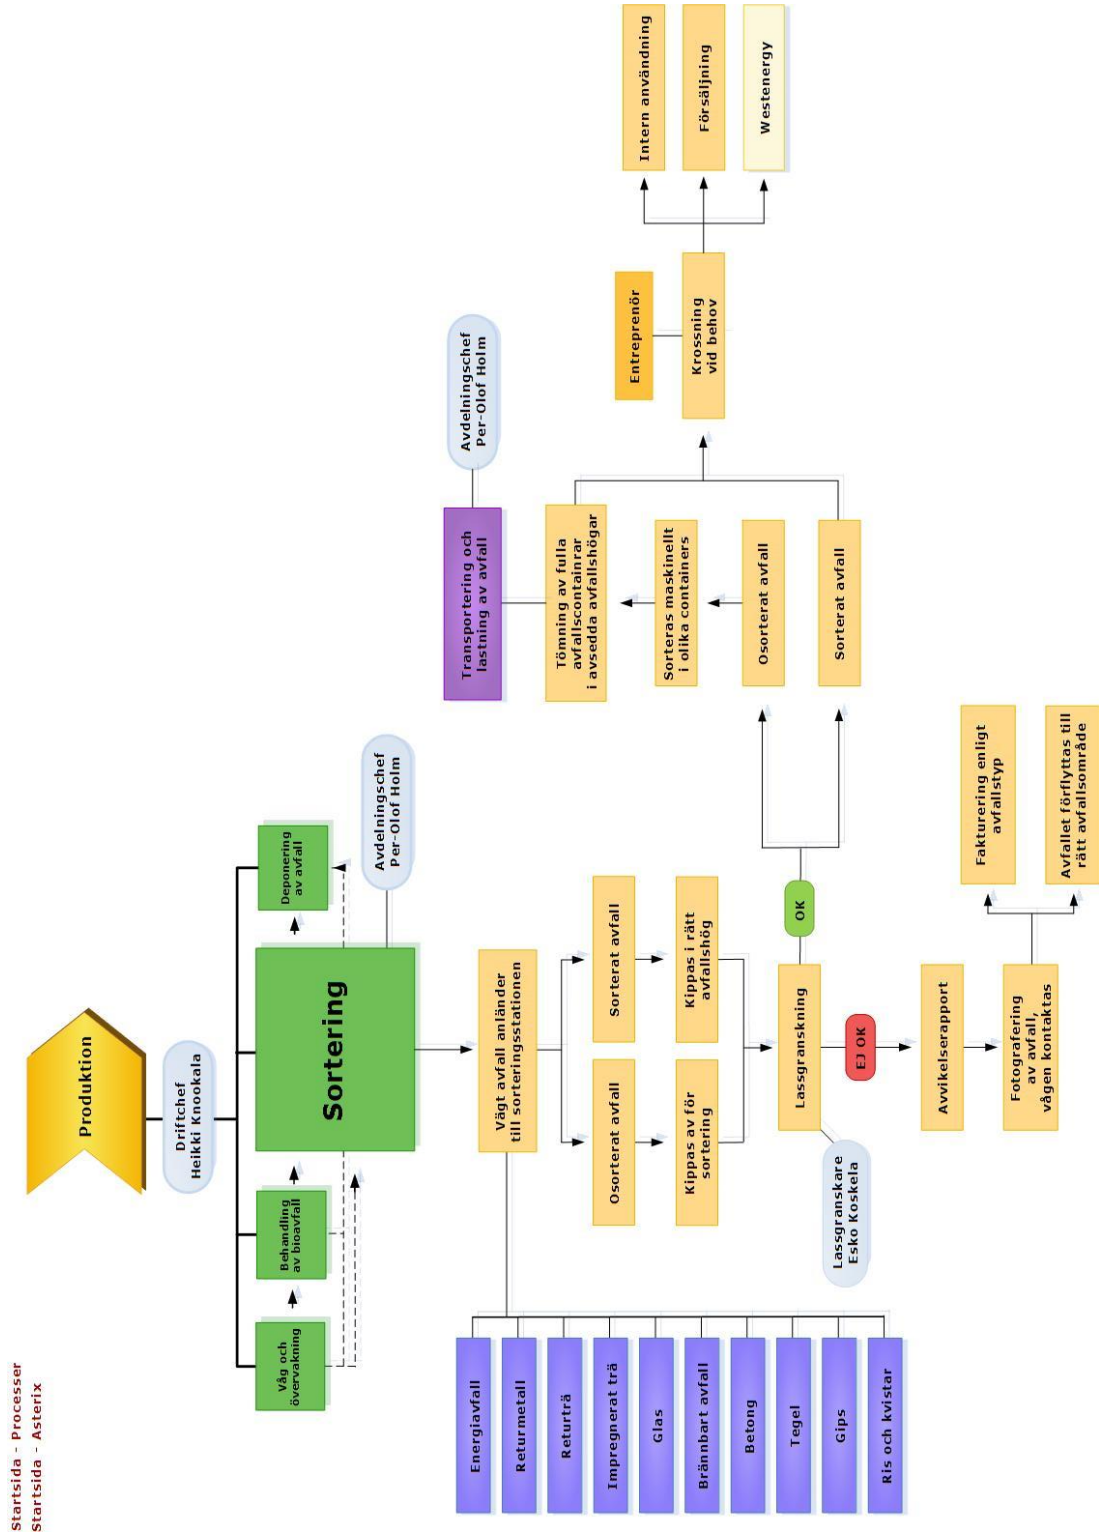 Startsida - Processer
Startsida - Asterix
Produktion
Driftchef
Heikki Knookala
Våg och
övervakning
Behandling
av bioavfall
Sortering
Deponering
av avfall
Avdelningschef
Per-Olof Holm
Energiavfall
Returmetall
Returträ
Impregnerat trä
Glas
Brännbart avfall
Betong
Tegel
Gips
Ris och kvistar
Vägt avfall anländer
till sorteringsstationen
Osorterat avfall
Sorterat avfall
Kippas av för
sortering
Kippas i rätt
avfallshög
Lassgranskning
Lassgranskare
Esko Koskela
EJ OK
OK
Avvikelserapport
Fotografering
av avfall,
vågen kontaktas
Fakturering enligt
avfallstyp
Avfallet förflyttas till
rätt avfallsområde
Transportering och
lastning av avfall
Avdelningschef
Per-Olof Holm
Tömning av fulla
avfallscontainrar
i avsedda avfallshögar
Sorteras maskinellt
i olika containers
Osorterat avfall
Sorterat avfall
Entreprenör
Krossning
vid behov
Intern användning
Försäljning
Westenergy